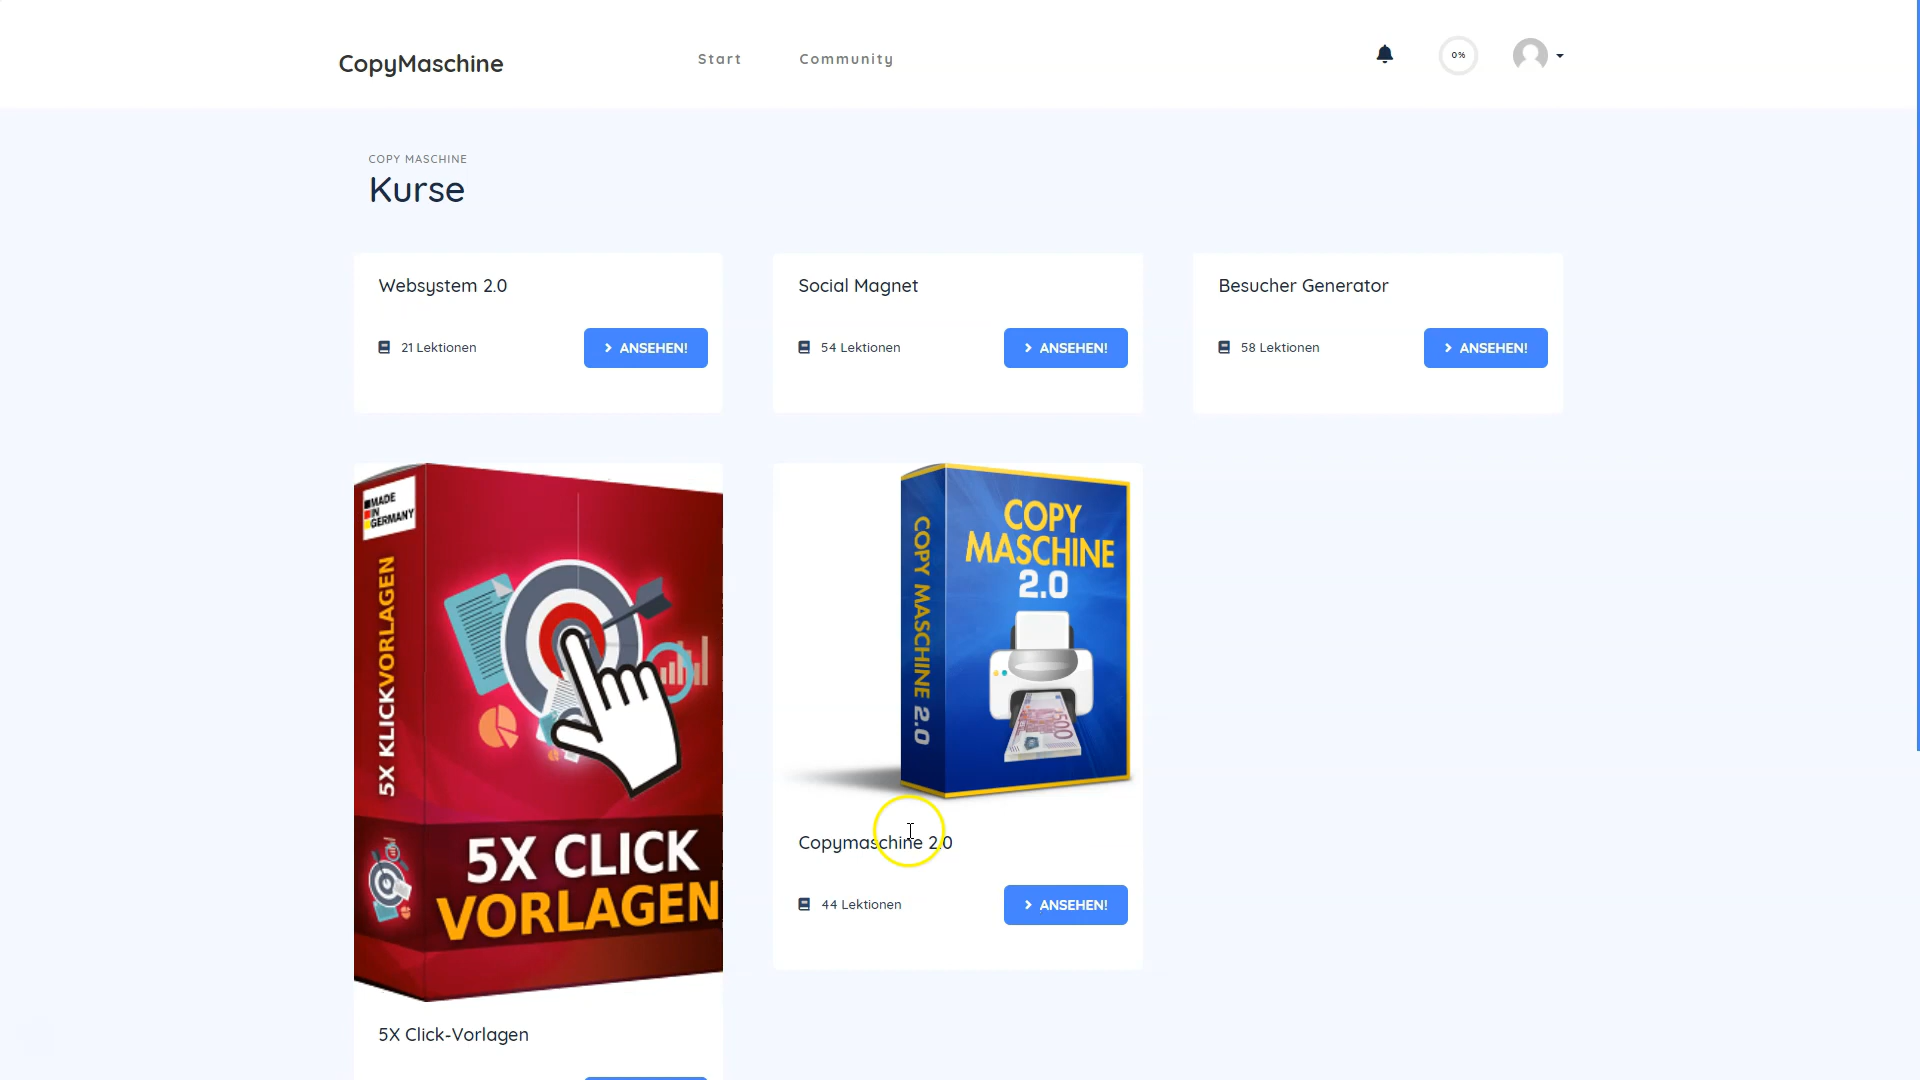 CopyMaschine
Start
Community
0%
COPY MASCHINE
Kurse
Websystem 2.0
21 Lektionen
ANSEHEN!
Social Magnet
54 Lektionen
ANSEHEN!
Besucher Generator
58 Lektionen
ANSEHEN!
MADE
IN
GERMANY
5X KLICKVORLAGEN
5X CLICK
VORLAGEN
5X Click-Vorlagen
COPY MASCHINE 2.0
COPY
MASCHINE
2.0
500
Copymaschine 2.0
44 Lektionen
ANSEHEN!